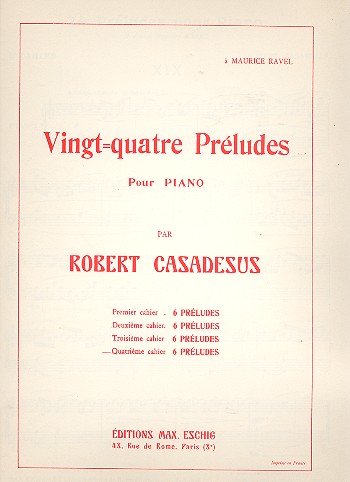 à MAURICE RAVEL
Vingt=quatre Préludes
Pour PIANO
PAR
ROBERT CASADESUS
Premier cahier . 6 PRÉLUDES
Deuxième cahier. 6 PRÉLUDES
Troisième cahier 6 PRÉLUDES
Quatrième cahier 6 PRÉLUDES
ÉDITIONS MAX. ESCHIG
48, Rue de Rome, Paris (8e)
Imprimé en France